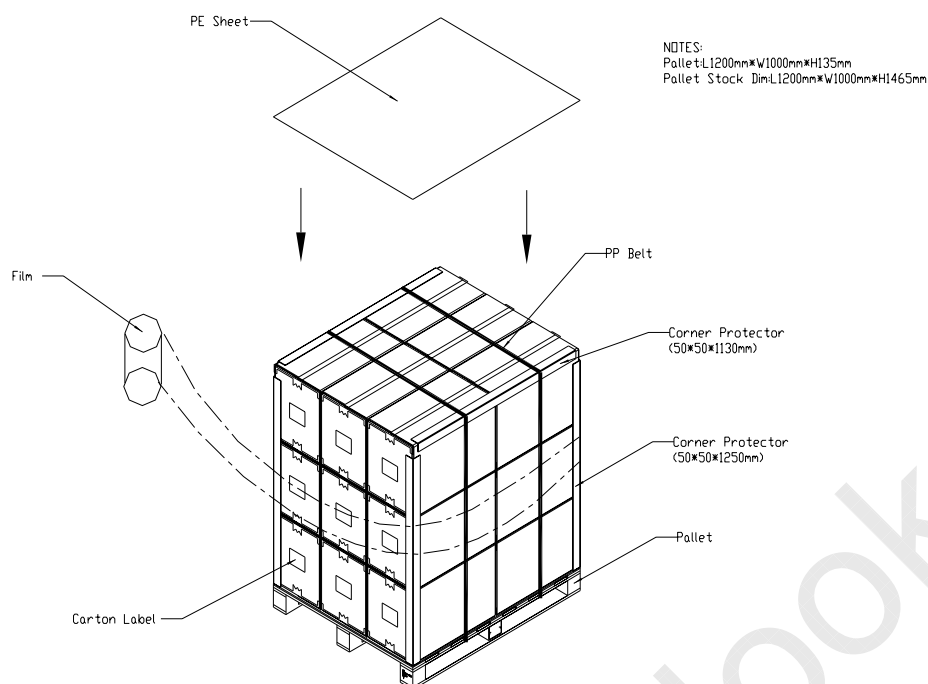 PE Sheet
NOTES:
Pallet:L1200mm*W1000mm*H135mm
Pallet Stock Dim:L1200mm*W1000mm*H1465mm
PP Belt
Film
Corner Protector
(50*50*1130mm)
Corner Protector
(50*50*1250mm)
Pallet
Carton Label
look